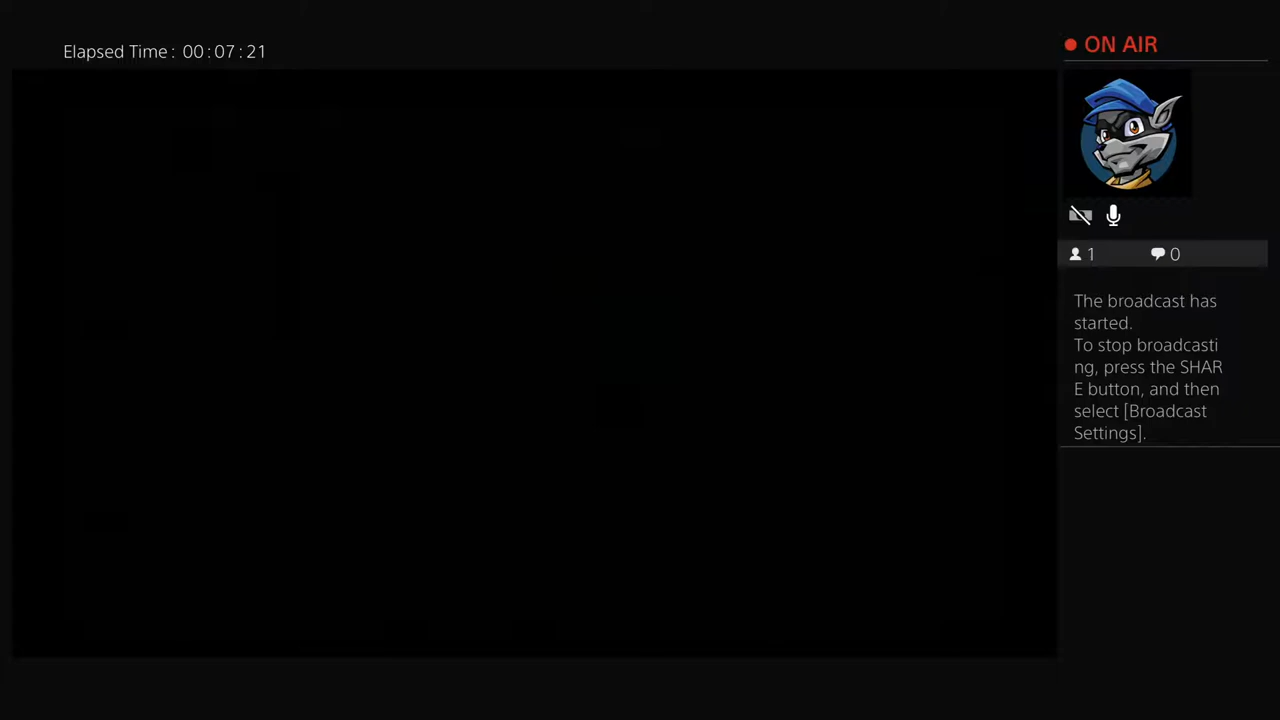 Elapsed Time: 00:07:21
ON AIR
1 0
The broadcast has
started.
To stop broadcasti
ng, press the SHAR
E button, and then
select [Broadcast
Settings].